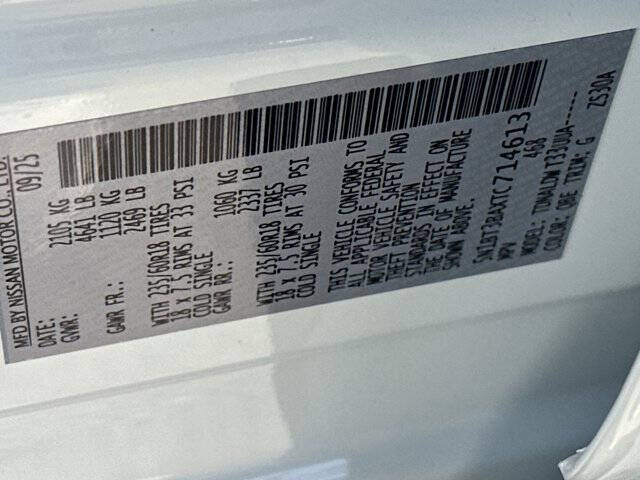 MFD BY NISSAN MOTOR CO., LTD.
DATE: 09/25
GVWR: 2105 KG
4641 LB
GAWR FR.: 1120 KG
2469 LB
WITH 235/60R18 TIRES
18 x 7.5 RIMS AT 33 PSI
COLD SINGLE
GAWR RR.: 1060 KG
2337 LB
WITH 235/60R18
18 x 7.5 RIMS AT 30 PSI
COLD SINGLE
THIS VEHICLE CONFORMS TO
ALL APPLICABLE FEDERAL
MOTOR VEHICLE SAFETY AND
THEFT PREVENTION
STANDARDS IN EFFECT ON
THE DATE OF MANUFACTURE
SHOWN ABOVE.
468
MPV
COLOR: QBE TRIM: G ZS30A